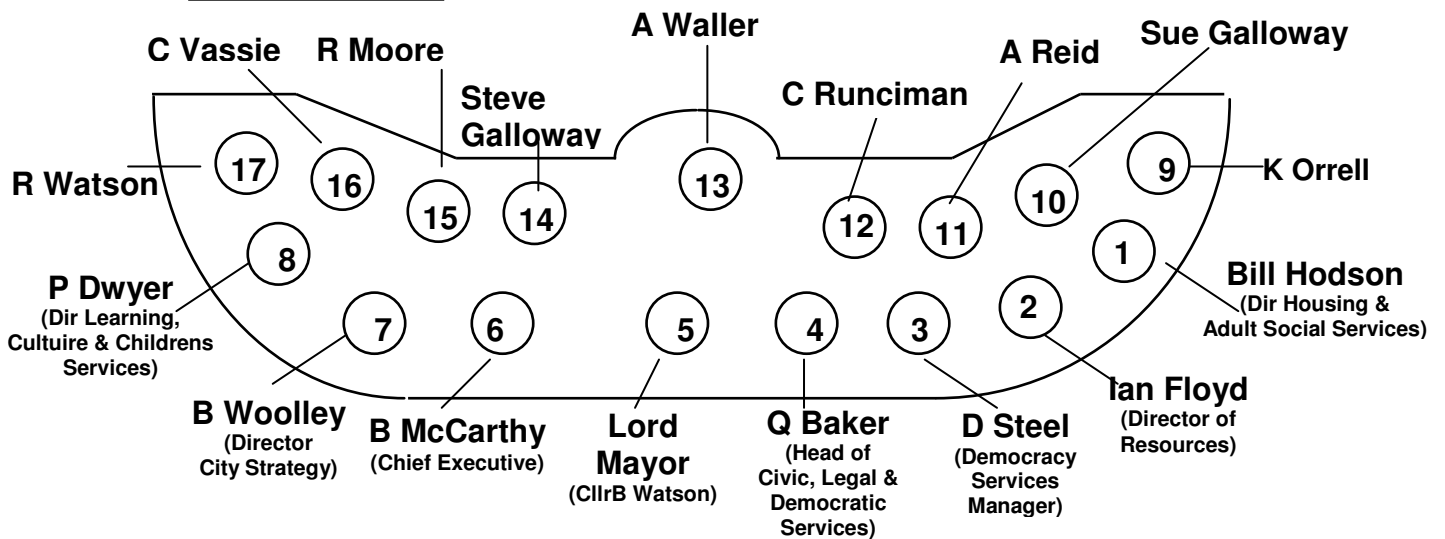 A Waller
Sue Galloway
C Vassie
R Moore
A Reid
Steve
Galloway
C Runciman
17
16
15
14
13
12
11
10
9
R Watson
K Orrell
8
1
P Dwyer
(Dir Learning,
Cultuire & Childrens
Services)
Bill Hodson
(Dir Housing &
Adult Social Services)
7
6
5
4
3
2
B Woolley
(Director
City Strategy)
B McCarthy
(Chief Executive)
Lord
Mayor
(CllrB Watson)
Q Baker
(Head of
Civic, Legal &
Democratic
Services)
D Steel
(Democracy
Services
Manager)
Ian Floyd
(Director of
Resources)